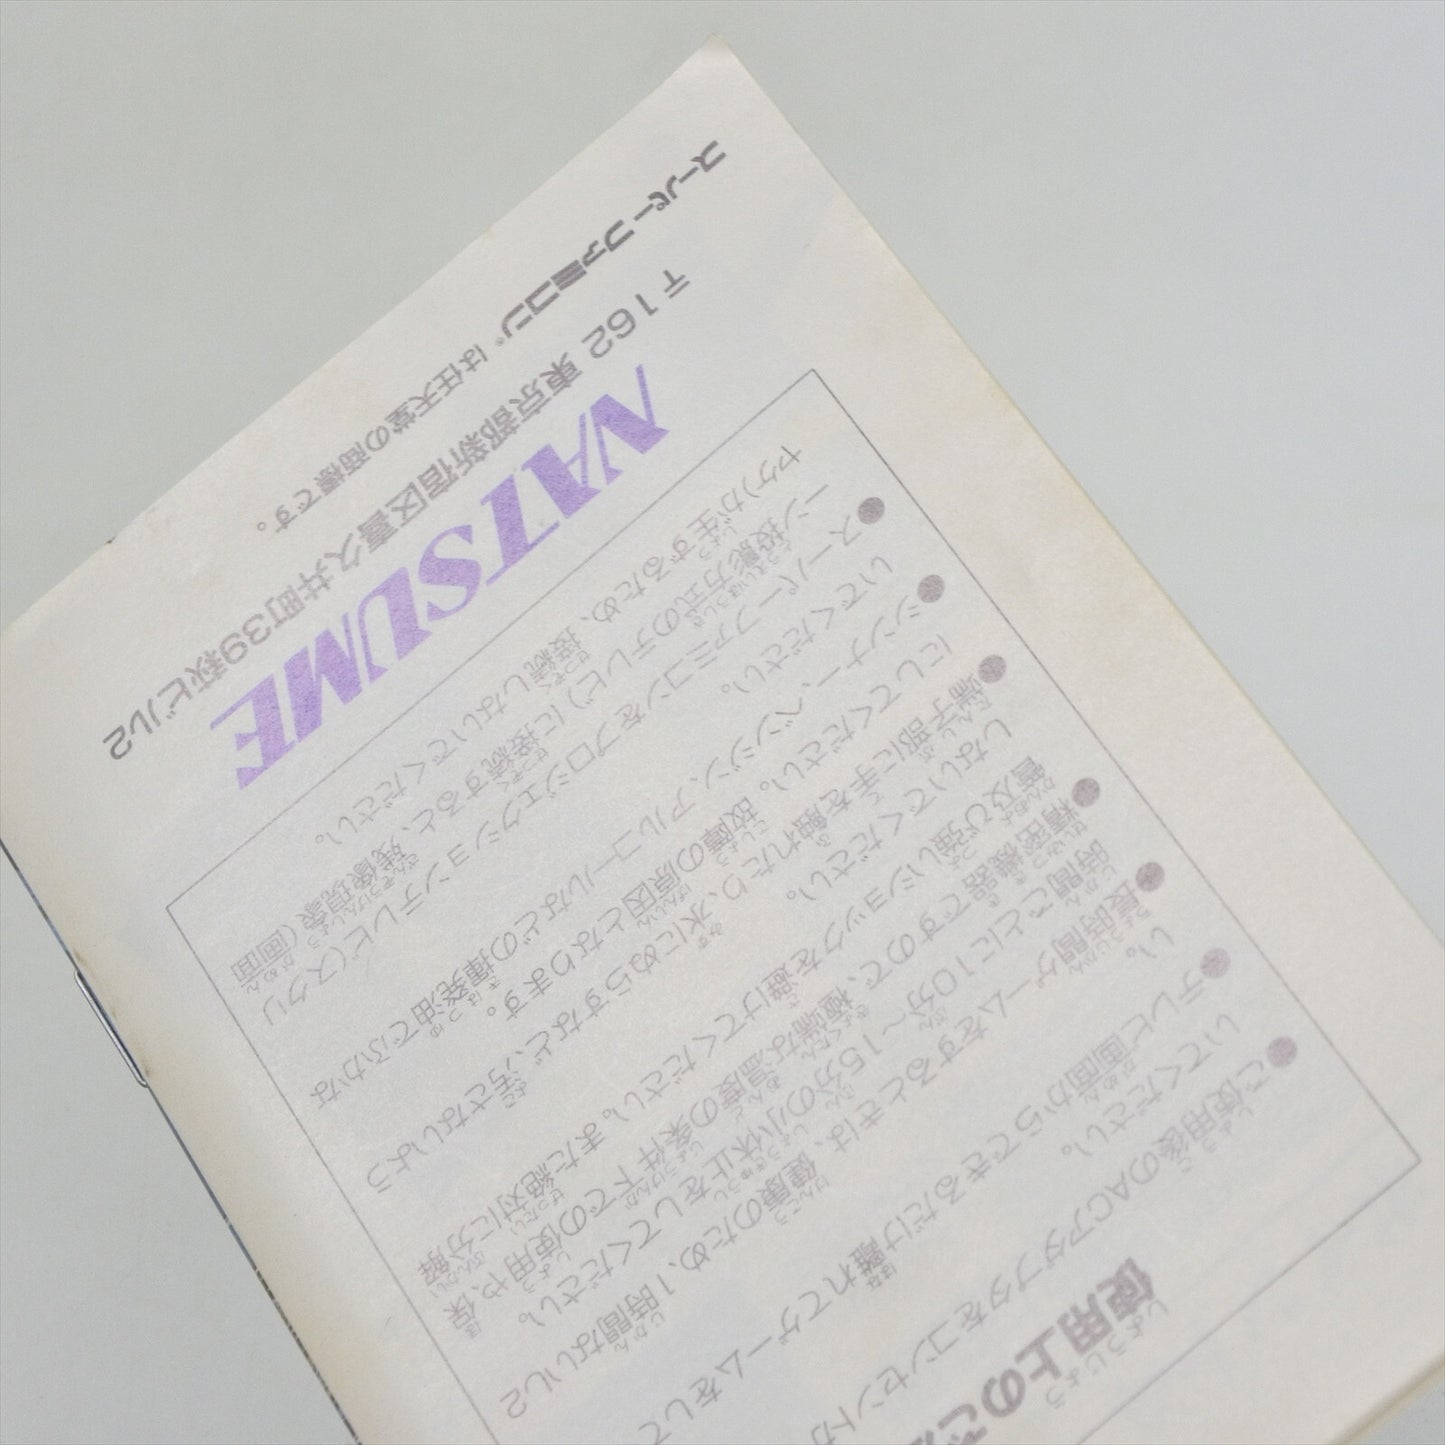 使用上のご
●ご使用後のACアダプタをコンセントか
いてください。
●テレビ画面からできるだけ離れてゲームをして
い。
●長時間ゲームをするときは、健康のため、1時間ないし2
時間ごとに10分〜15分の小休止をしてください。
●精密機器ですので、極端な温度の条件下での使用や、保
管及び強いショックを避けてください。また絶対に分解
しないでください。
●端子部に手を触れたり、水にぬらすなど、汚さないよう
にしてください。故障の原因となります。
●シンナー、ベンジン、アルコールなどの揮発油でふかな
いでください。
●スーパーファミコンをプロジェクションテレビ(スクリ
ーン投影方式のテレビ)に接続すると、残像現象(画面
ヤケ)が生ずるため、接続しないでください。
NATSUME
〒162 東京都新宿区喜久井町39萩ビル2
スーパーファミコン®は任天堂の商標です。